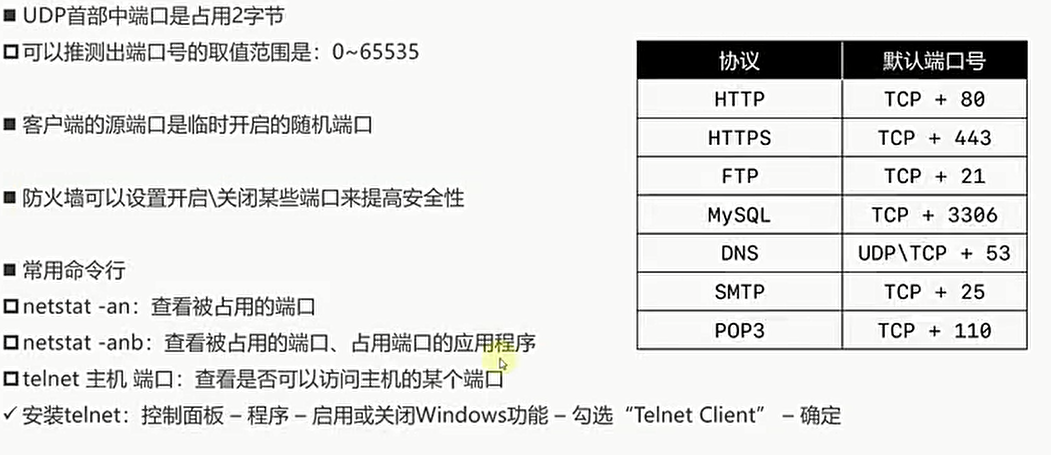 ■ UDP首部中端口是占用2字节
□ 可以推测出端口号的取值范围是：0~65535
■ 客户端的源端口是临时开启的随机端口
■ 防火墙可以设置开启\关闭某些端口来提高安全性
■ 常用命令行
□ netstat -an：查看被占用的端口
□ netstat -anb：查看被占用的端口、占用端口的应用程序
□ telnet 主机 端口：查看是否可以访问主机的某个端口
✓ 安装telnet：控制面板 – 程序 – 启用或关闭Windows功能 – 勾选“Telnet Client” – 确定
协议 默认端口号
HTTP TCP + 80
HTTPS TCP + 443
FTP TCP + 21
MySQL TCP + 3306
DNS UDP\TCP + 53
SMTP TCP + 25
POP3 TCP + 110